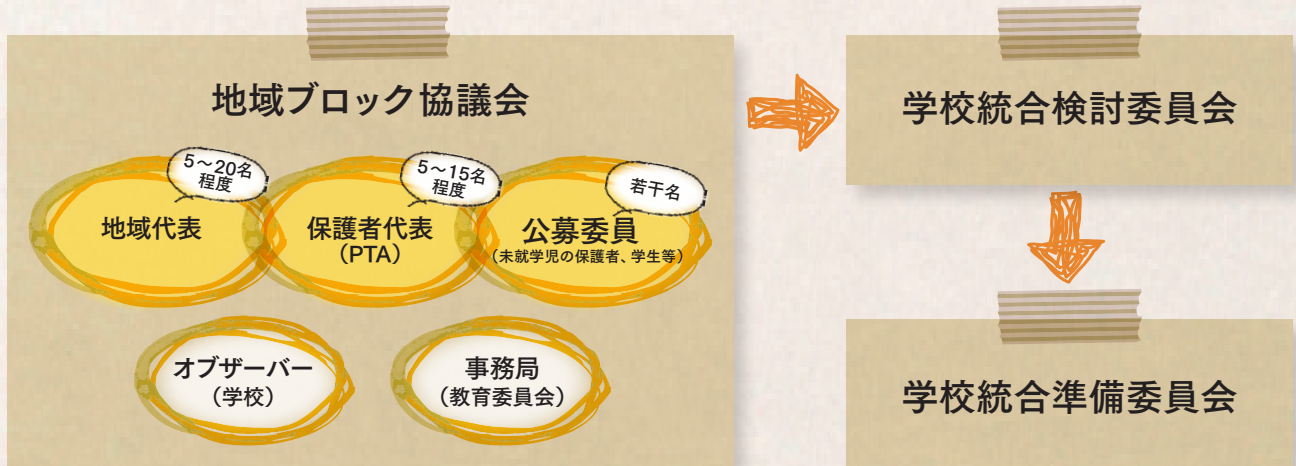 地域ブロック協議会
5～20名
程度
地域代表
5～15名
程度
保護者代表
（PTA）
若干名
公募委員
（未就学児の保護者、学生等）
オブザーバー
（学校）
事務局
（教育委員会）
学校統合検討委員会
学校統合準備委員会